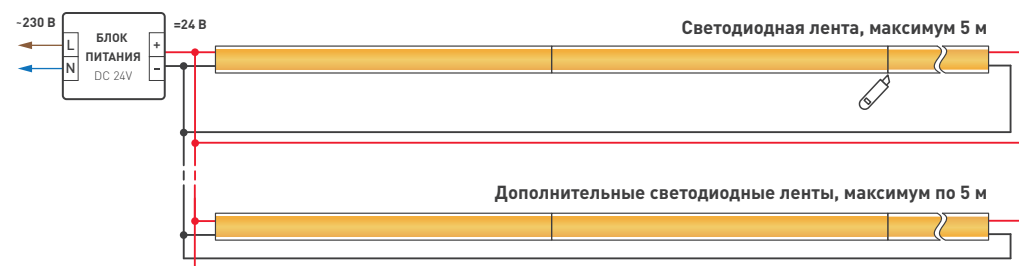 ~230 В
=24 В
L
N
БЛОК
ПИТАНИЯ
DC 24V
+
-
Светодиодная лента, максимум 5 м
Дополнительные светодиодные ленты, максимум по 5 м